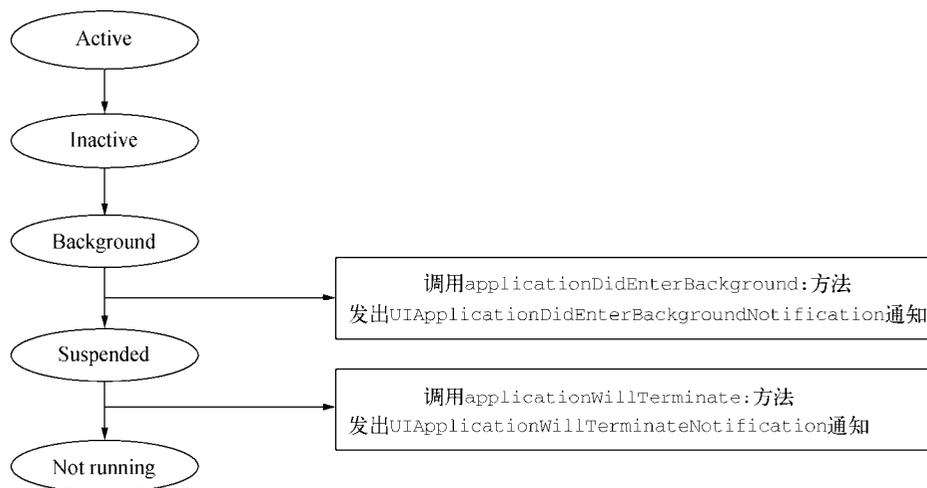 Active
Inactive
Background
调用applicationDidEnterBackground:方法
发出UIApplicationDidEnterBackgroundNotification通知
Suspended
调用applicationWillTerminate:方法
发出UIApplicationWillTerminateNotification通知
Not running